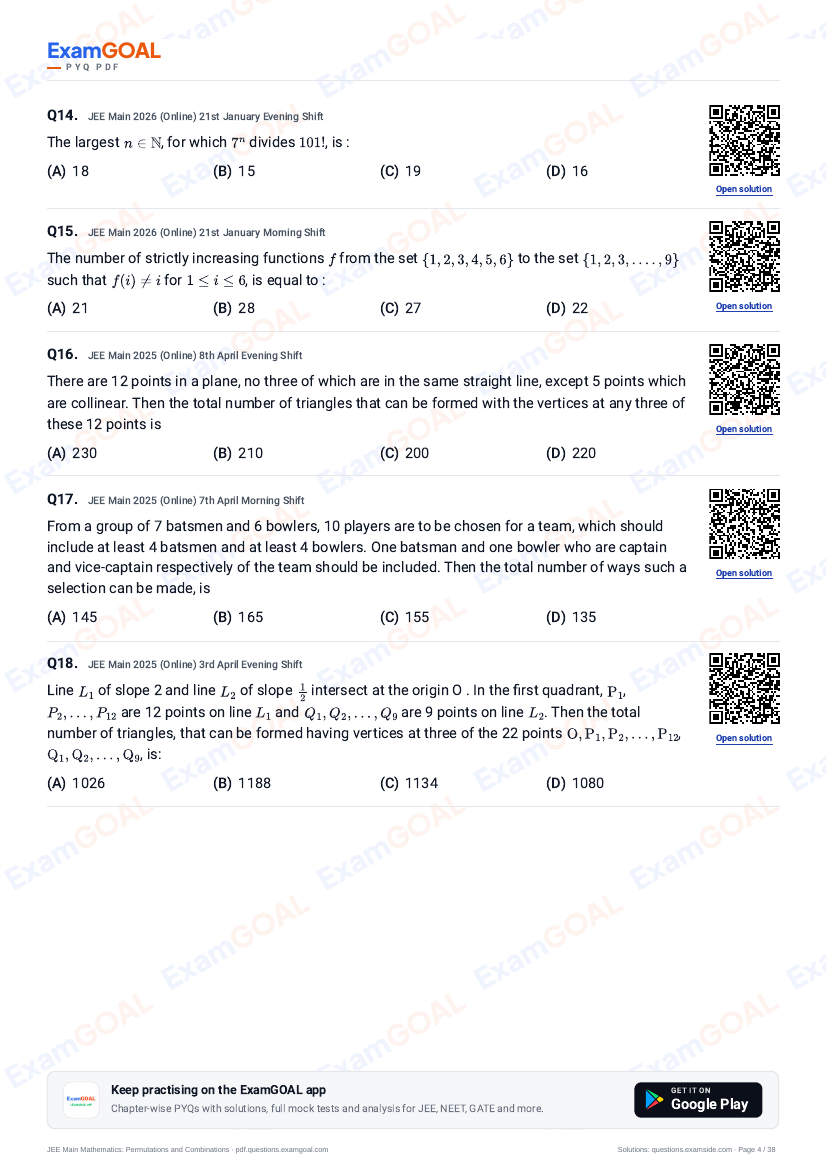 ExamGOAL
PYQ PDF
Q14. JEE Main 2026 (Online) 21st January Evening Shift
The largest n ∈ ℕ, for which 7ⁿ divides 101!, is :
(A) 18 (B) 15 (C) 19 (D) 16
Open solution
Q15. JEE Main 2026 (Online) 21st January Morning Shift
The number of strictly increasing functions f from the set {1, 2, 3, 4, 5, 6} to the set {1, 2, 3, . . . . , 9}
such that f(i) ≠ i for 1 ≤ i ≤ 6, is equal to :
(A) 21 (B) 28 (C) 27 (D) 22
Open solution
Q16. JEE Main 2025 (Online) 8th April Evening Shift
There are 12 points in a plane, no three of which are in the same straight line, except 5 points which
are collinear. Then the total number of triangles that can be formed with the vertices at any three of
these 12 points is
(A) 230 (B) 210 (C) 200 (D) 220
Open solution
Q17. JEE Main 2025 (Online) 7th April Morning Shift
From a group of 7 batsmen and 6 bowlers, 10 players are to be chosen for a team, which should
include at least 4 batsmen and at least 4 bowlers. One batsman and one bowler who are captain
and vice-captain respectively of the team should be included. Then the total number of ways such a
selection can be made, is
(A) 145 (B) 165 (C) 155 (D) 135
Open solution
Q18. JEE Main 2025 (Online) 3rd April Evening Shift
Line L₁ of slope 2 and line L₂ of slope 1/2 intersect at the origin O . In the first quadrant, P₁,
P₂, . . . , P₁₂ are 12 points on line L₁ and Q₁, Q₂, . . . , Q₉ are 9 points on line L₂. Then the total
number of triangles, that can be formed having vertices at three of the 22 points O, P₁, P₂, . . . , P₁₂,
Q₁, Q₂, . . . , Q₉, is:
(A) 1026 (B) 1188 (C) 1134 (D) 1080
Open solution
ExamGOAL
Keep practising on the ExamGOAL app
Chapter-wise PYQs with solutions, full mock tests and analysis for JEE, NEET, GATE and more.
GET IT ON
Google Play
JEE Main Mathematics: Permutations and Combinations · pdf.questions.examgoal.com
Solutions: questions.examside.com · Page 4 / 38